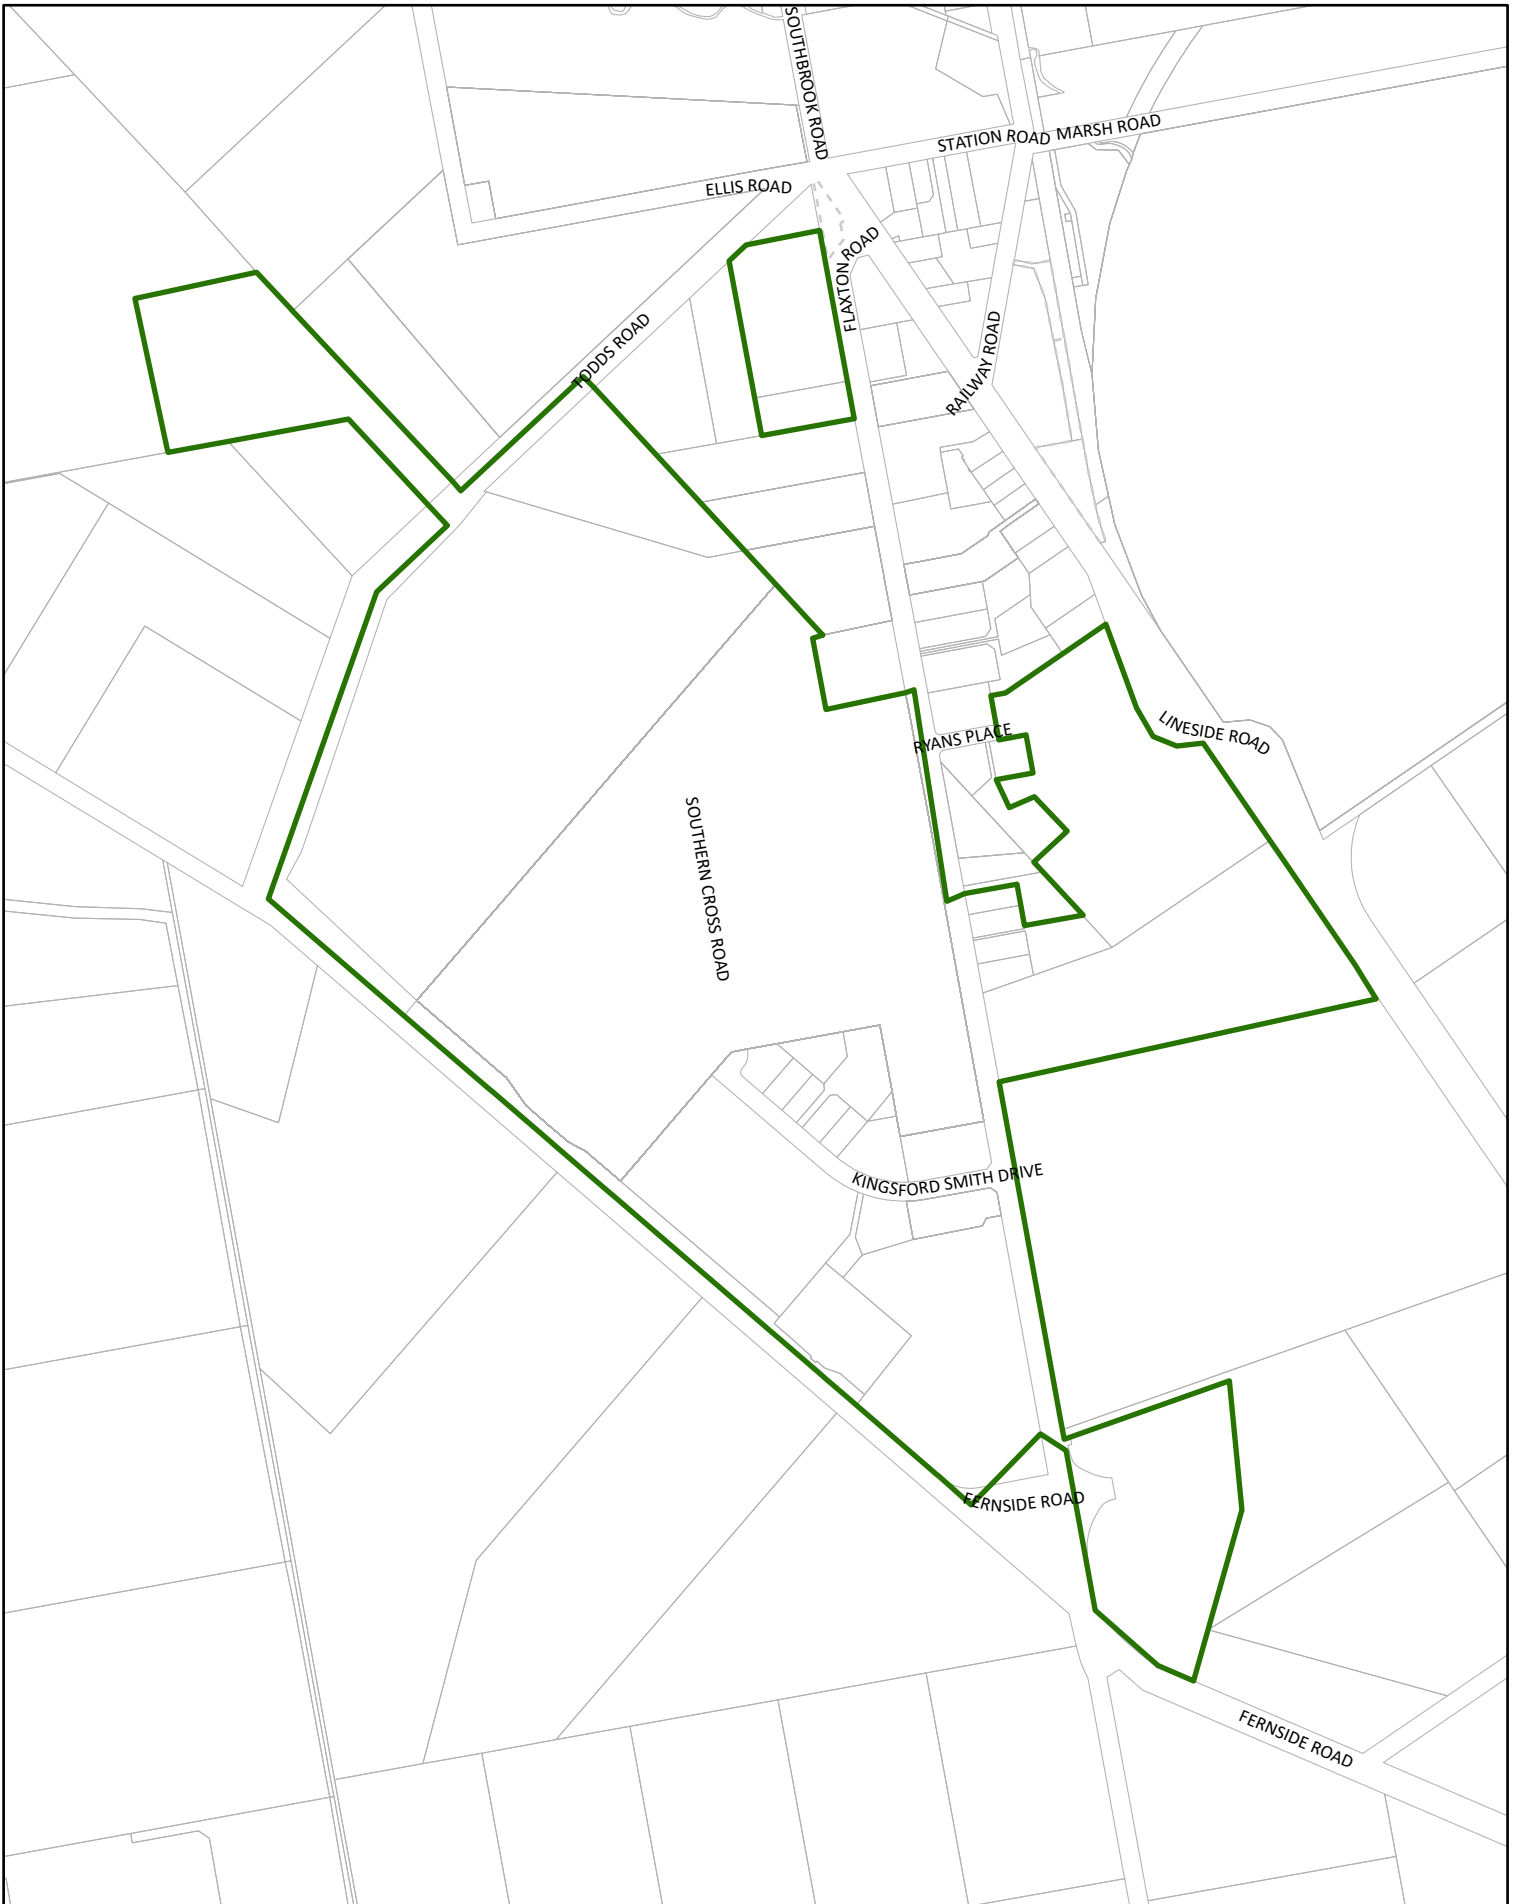 SOUTHBROOK ROAD
STATION ROAD
MARSH ROAD
ELLIS ROAD
FLAXTON ROAD
TODDS ROAD
RAILWAY ROAD
LINESIDE ROAD
RYANS PLACE
SOUTHERN CROSS ROAD
KINGSFORD SMITH DRIVE
FERNSIDE ROAD
FERNSIDE ROAD